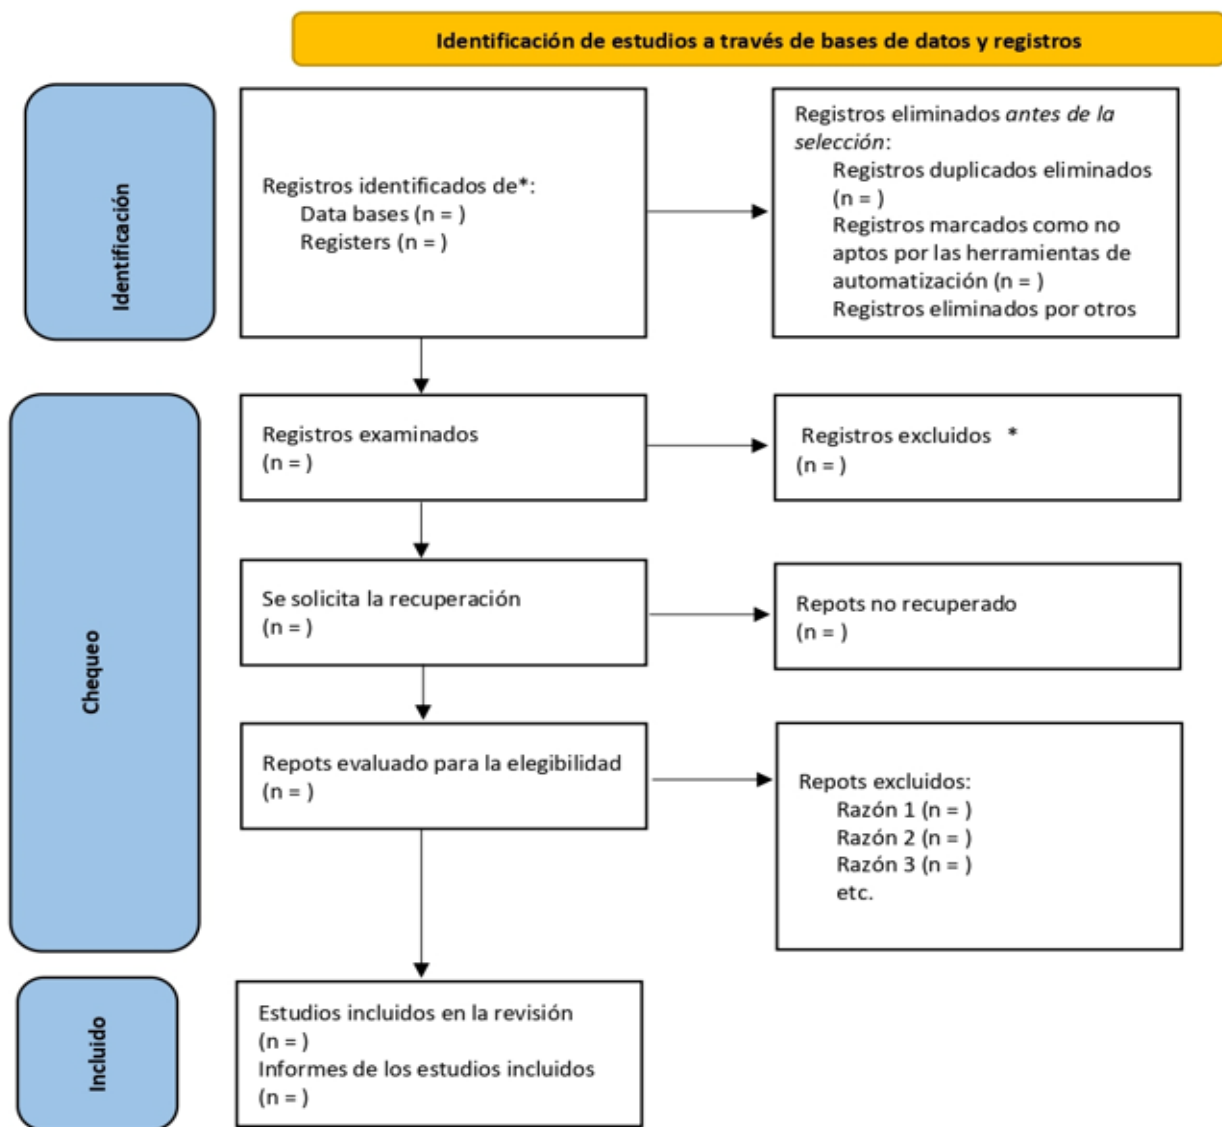 Identificación de estudios a través de bases de datos y registros
Identificación
Registros identificados de*:
Data bases (n = )
Registers (n = )
Registros eliminados antes de la
selección:
Registros duplicados eliminados
(n = )
Registros marcados como no
aptos por las herramientas de
automatización (n = )
Registros eliminados por otros
Chequeo
Registros examinados
(n = )
Registros excluidos *
(n = )
Se solicita la recuperación
(n = )
Repots no recuperado
(n = )
Repots evaluado para la elegibilidad
(n = )
Repots excluidos:
Razón 1 (n = )
Razón 2 (n = )
Razón 3 (n = )
etc.
Incluido
Estudios incluidos en la revisión
(n = )
Informes de los estudios incluidos
(n = )